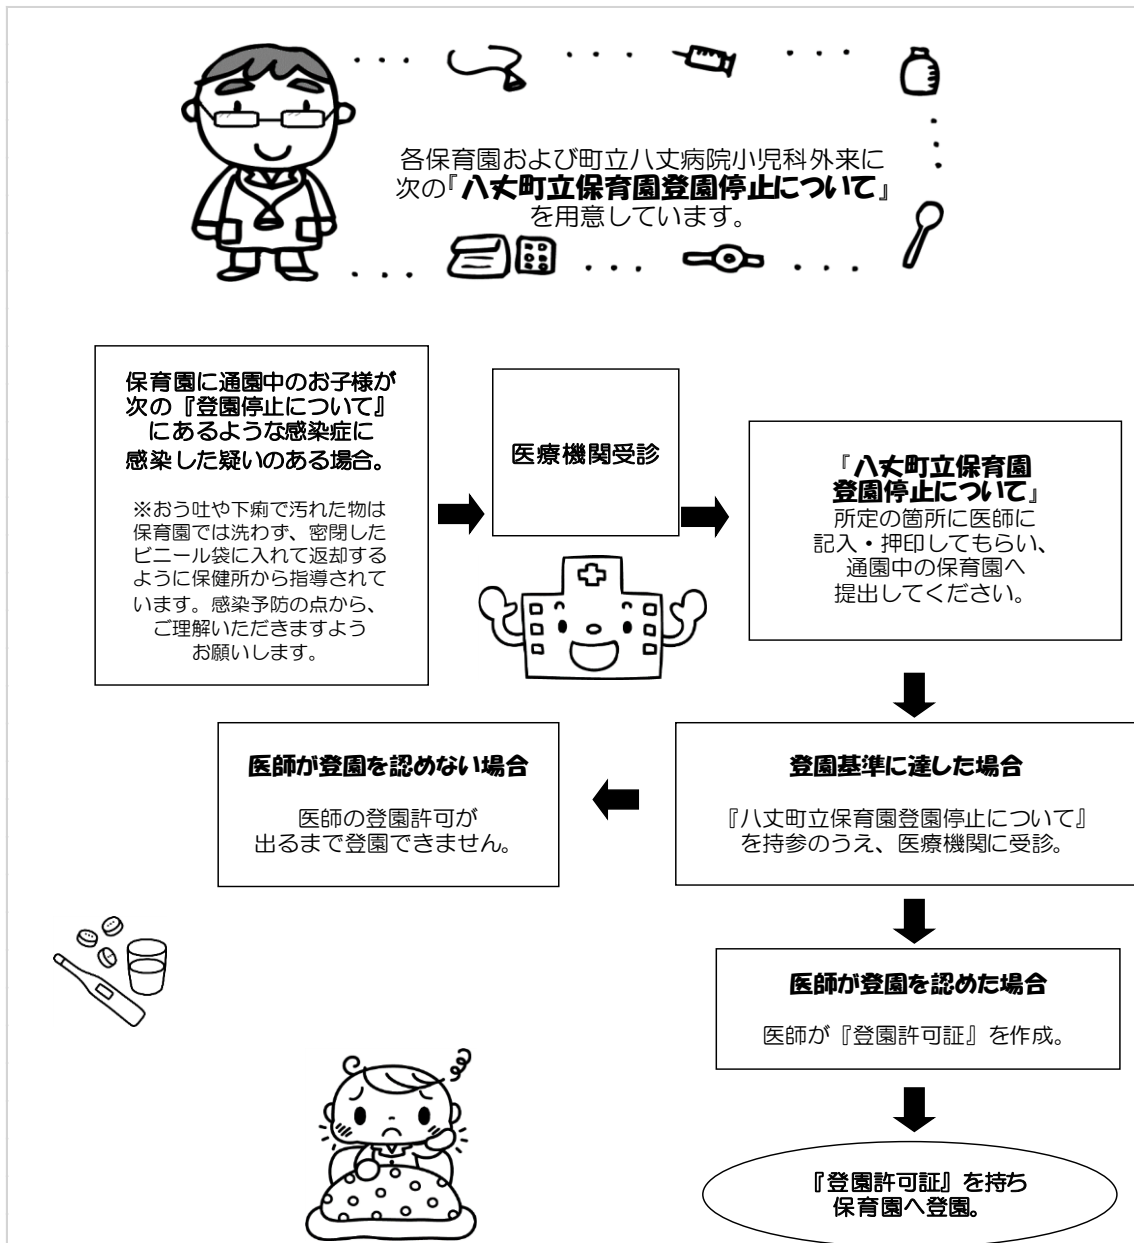 各保育園および町立八丈病院小児科外来に
次の『八丈町立保育園登園停止について』
を用意しています。
保育園に通園中のお子様が
次の『登園停止について』
にあるような感染症に
感染した疑いのある場合。
※おう吐や下痢で汚れた物は
保育園では洗わず、密閉した
ビニール袋に入れて返却する
ように保健所から指導されて
います。感染予防の点から、
ご理解いただきますよう
お願いします。
医療機関受診
『八丈町立保育園
登園停止について』
所定の箇所に医師に
記入・押印してもらい、
通園中の保育園へ
提出してください。
医師が登園を認めない場合
医師の登園許可が
出るまで登園できません。
登園基準に達した場合
『八丈町立保育園登園停止について』
を持参のうえ、医療機関に受診。
医師が登園を認めた場合
医師が『登園許可証』を作成。
『登園許可証』を持ち
保育園へ登園。